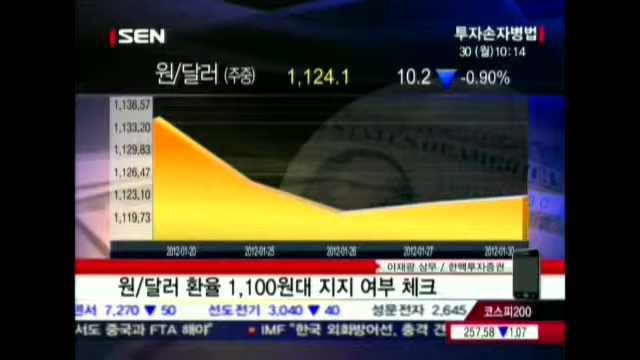 SEN
투자손자병법
30 (월) 10:14
원/달러 (주중) 1,124.1 10.2 ▼ -0.90%
1,136,57
1,133,20
1,129,83
1,126,47
1,123,10
1,119,73
2012-01-20 2012-01-25 2012-01-26 2012-01-27 2012-01-30
이재광 상무 / 한맥투자증권
원/달러 환율 1,100원대 지지 여부 체크
센서 7,270 ▼ 50 선도전기 3,040 ▼ 40 성문전자 2,645
코스피200
서도 중국과 FTA 해야" IMF "한국 외화방어선, 충격 견
257,58 ▼1,07